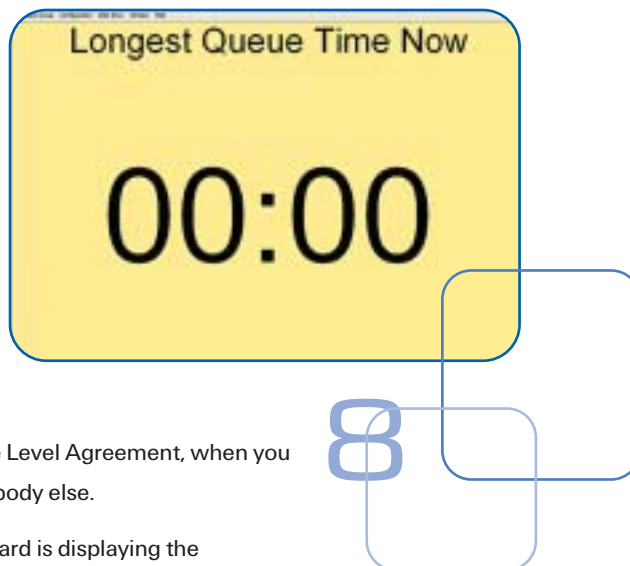 Longest Queue Time Now
00:00
8
Level Agreement, when you
body else.
ard is displaying the